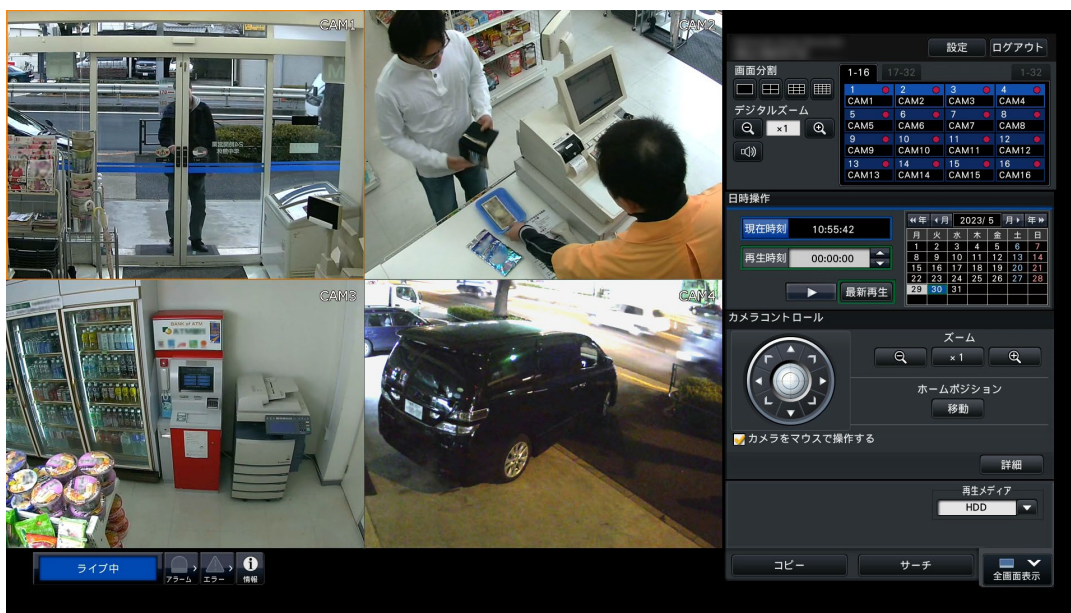 CAM1
CAM2
CAM3
BANK of ATM
CAM4
設定 ログアウト
画面分割
1-16 17-32 1-32
1 2 3 4
CAM1 CAM2 CAM3 CAM4
5 6 7 8
CAM5 CAM6 CAM7 CAM8
9 10 11 12
CAM9 CAM10 CAM11 CAM12
13 14 15 16
CAM13 CAM14 CAM15 CAM16
デジタルズーム
×1
日時操作
現在時刻 10:55:42
再生時刻 00:00:00
最新再生
年 月 2023/ 5 月 年
月 火 水 木 金 土 日
1 2 3 4 5 6 7
8 9 10 11 12 13 14
15 16 17 18 19 20 21
22 23 24 25 26 27 28
29 30 31
カメラコントロール
ズーム
×1
ホームポジション
移動
カメラをマウスで操作する
詳細
再生メディア
HDD
ライブ中
アラーム エラー 情報
コピー サーチ
全画面表示